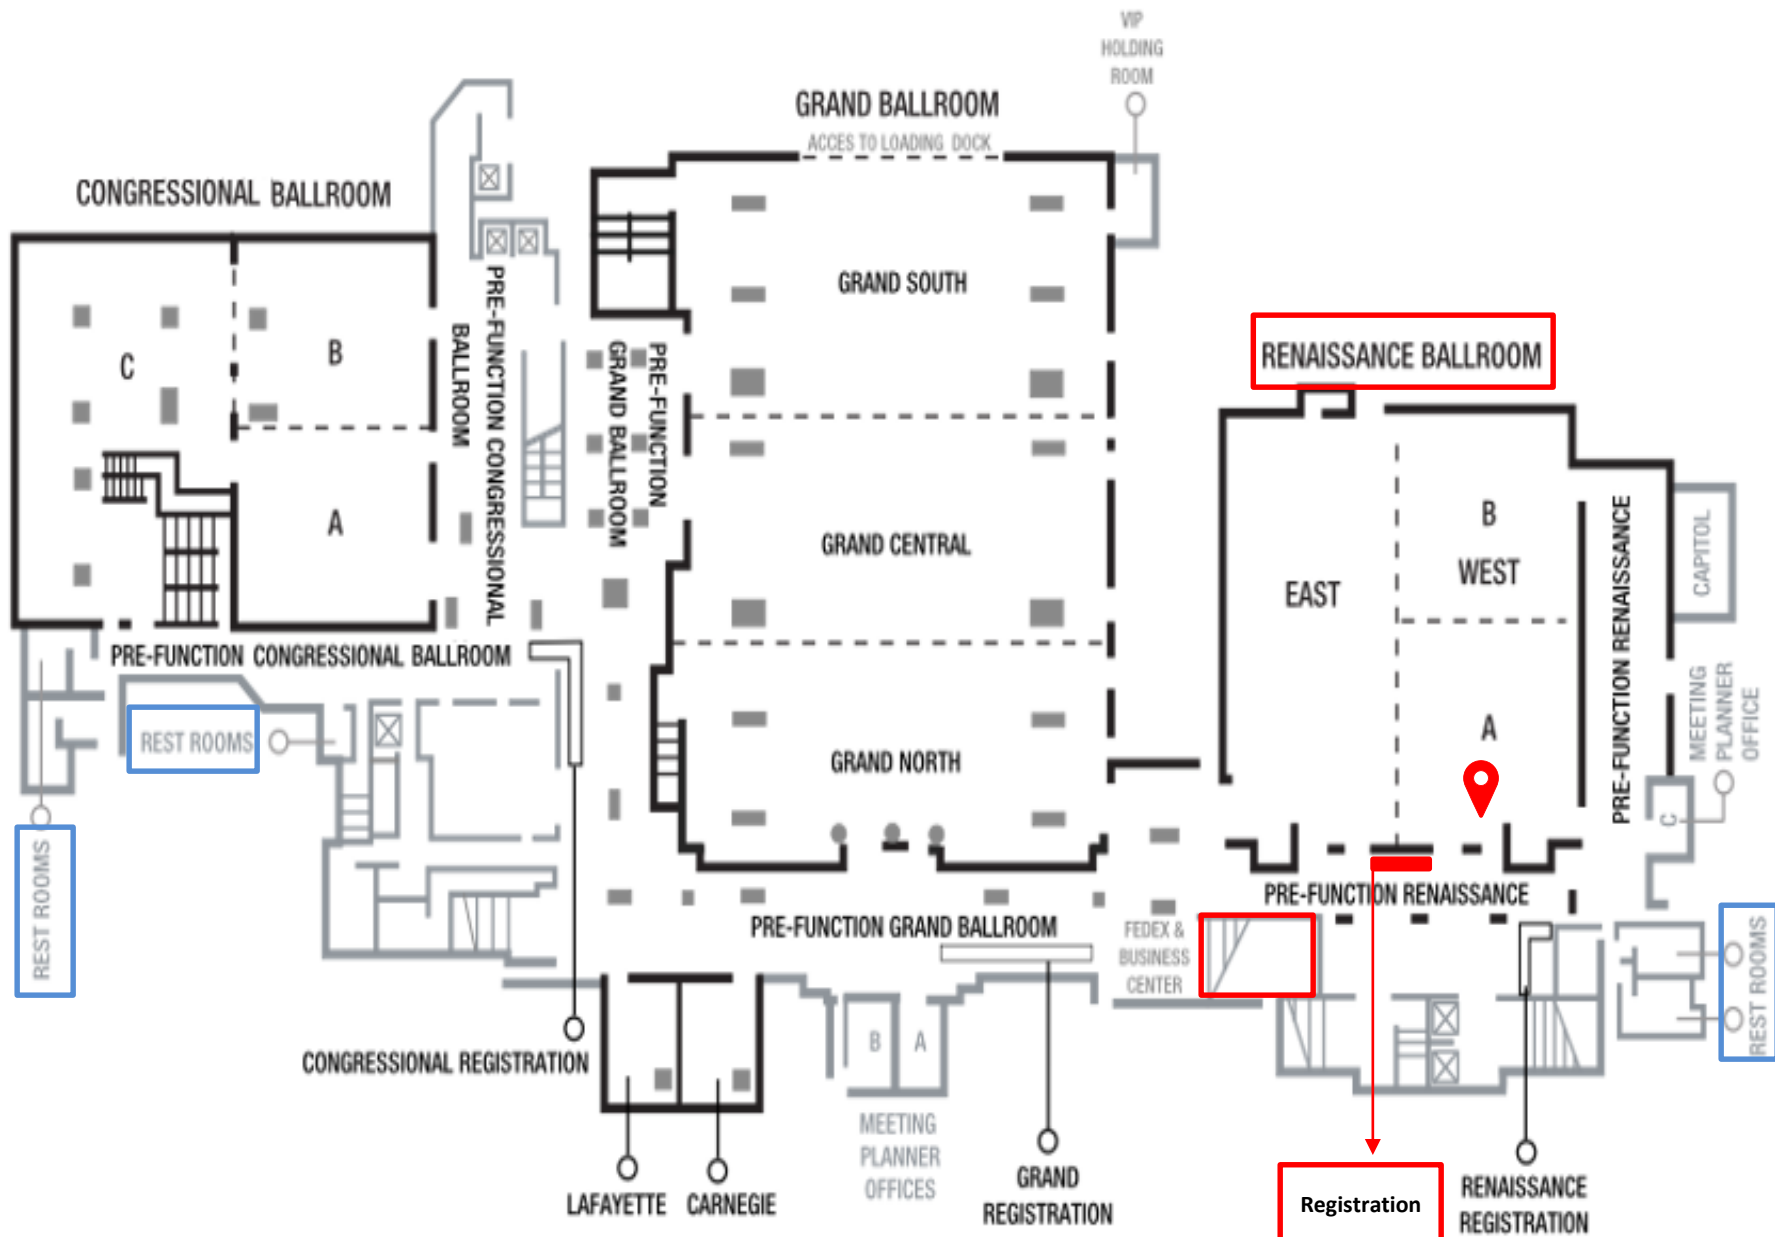 VIP
HOLDING
ROOM
GRAND BALLROOM
ACCES TO LOADING DOCK
CONGRESSIONAL BALLROOM
GRAND SOUTH
PRE-FUNCTION CONGRESSIONAL
BALLROOM
PRE-FUNCTION
GRAND BALLROOM
C
B
A
RENAISSANCE BALLROOM
GRAND CENTRAL
B
WEST
EAST
A
PRE-FUNCTION RENAISSANCE
CAPITOL
PRE-FUNCTION CONGRESSIONAL BALLROOM
REST ROOMS
REST ROOMS
GRAND NORTH
MEETING
PLANNER
OFFICE
C
PRE-FUNCTION RENAISSANCE
PRE-FUNCTION GRAND BALLROOM
FEDEX &
BUSINESS
CENTER
REST ROOMS
B
A
CONGRESSIONAL REGISTRATION
MEETING
PLANNER
OFFICES
LAFAYETTE
CARNEGIE
GRAND
REGISTRATION
Registration
RENAISSANCE
REGISTRATION